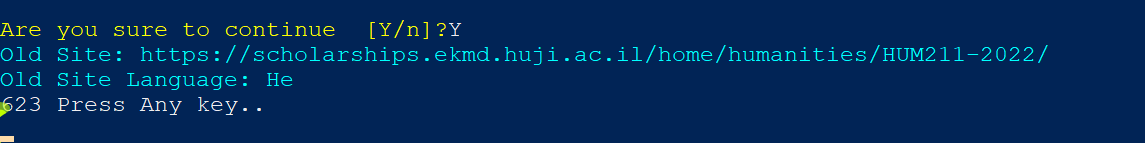 Are you sure to continue  [Y/n]?Y
Old Site: https://scholarships.ekmd.huji.ac.il/home/humanities/HUM211-2022/
Old Site Language: He
623 Press Any key..